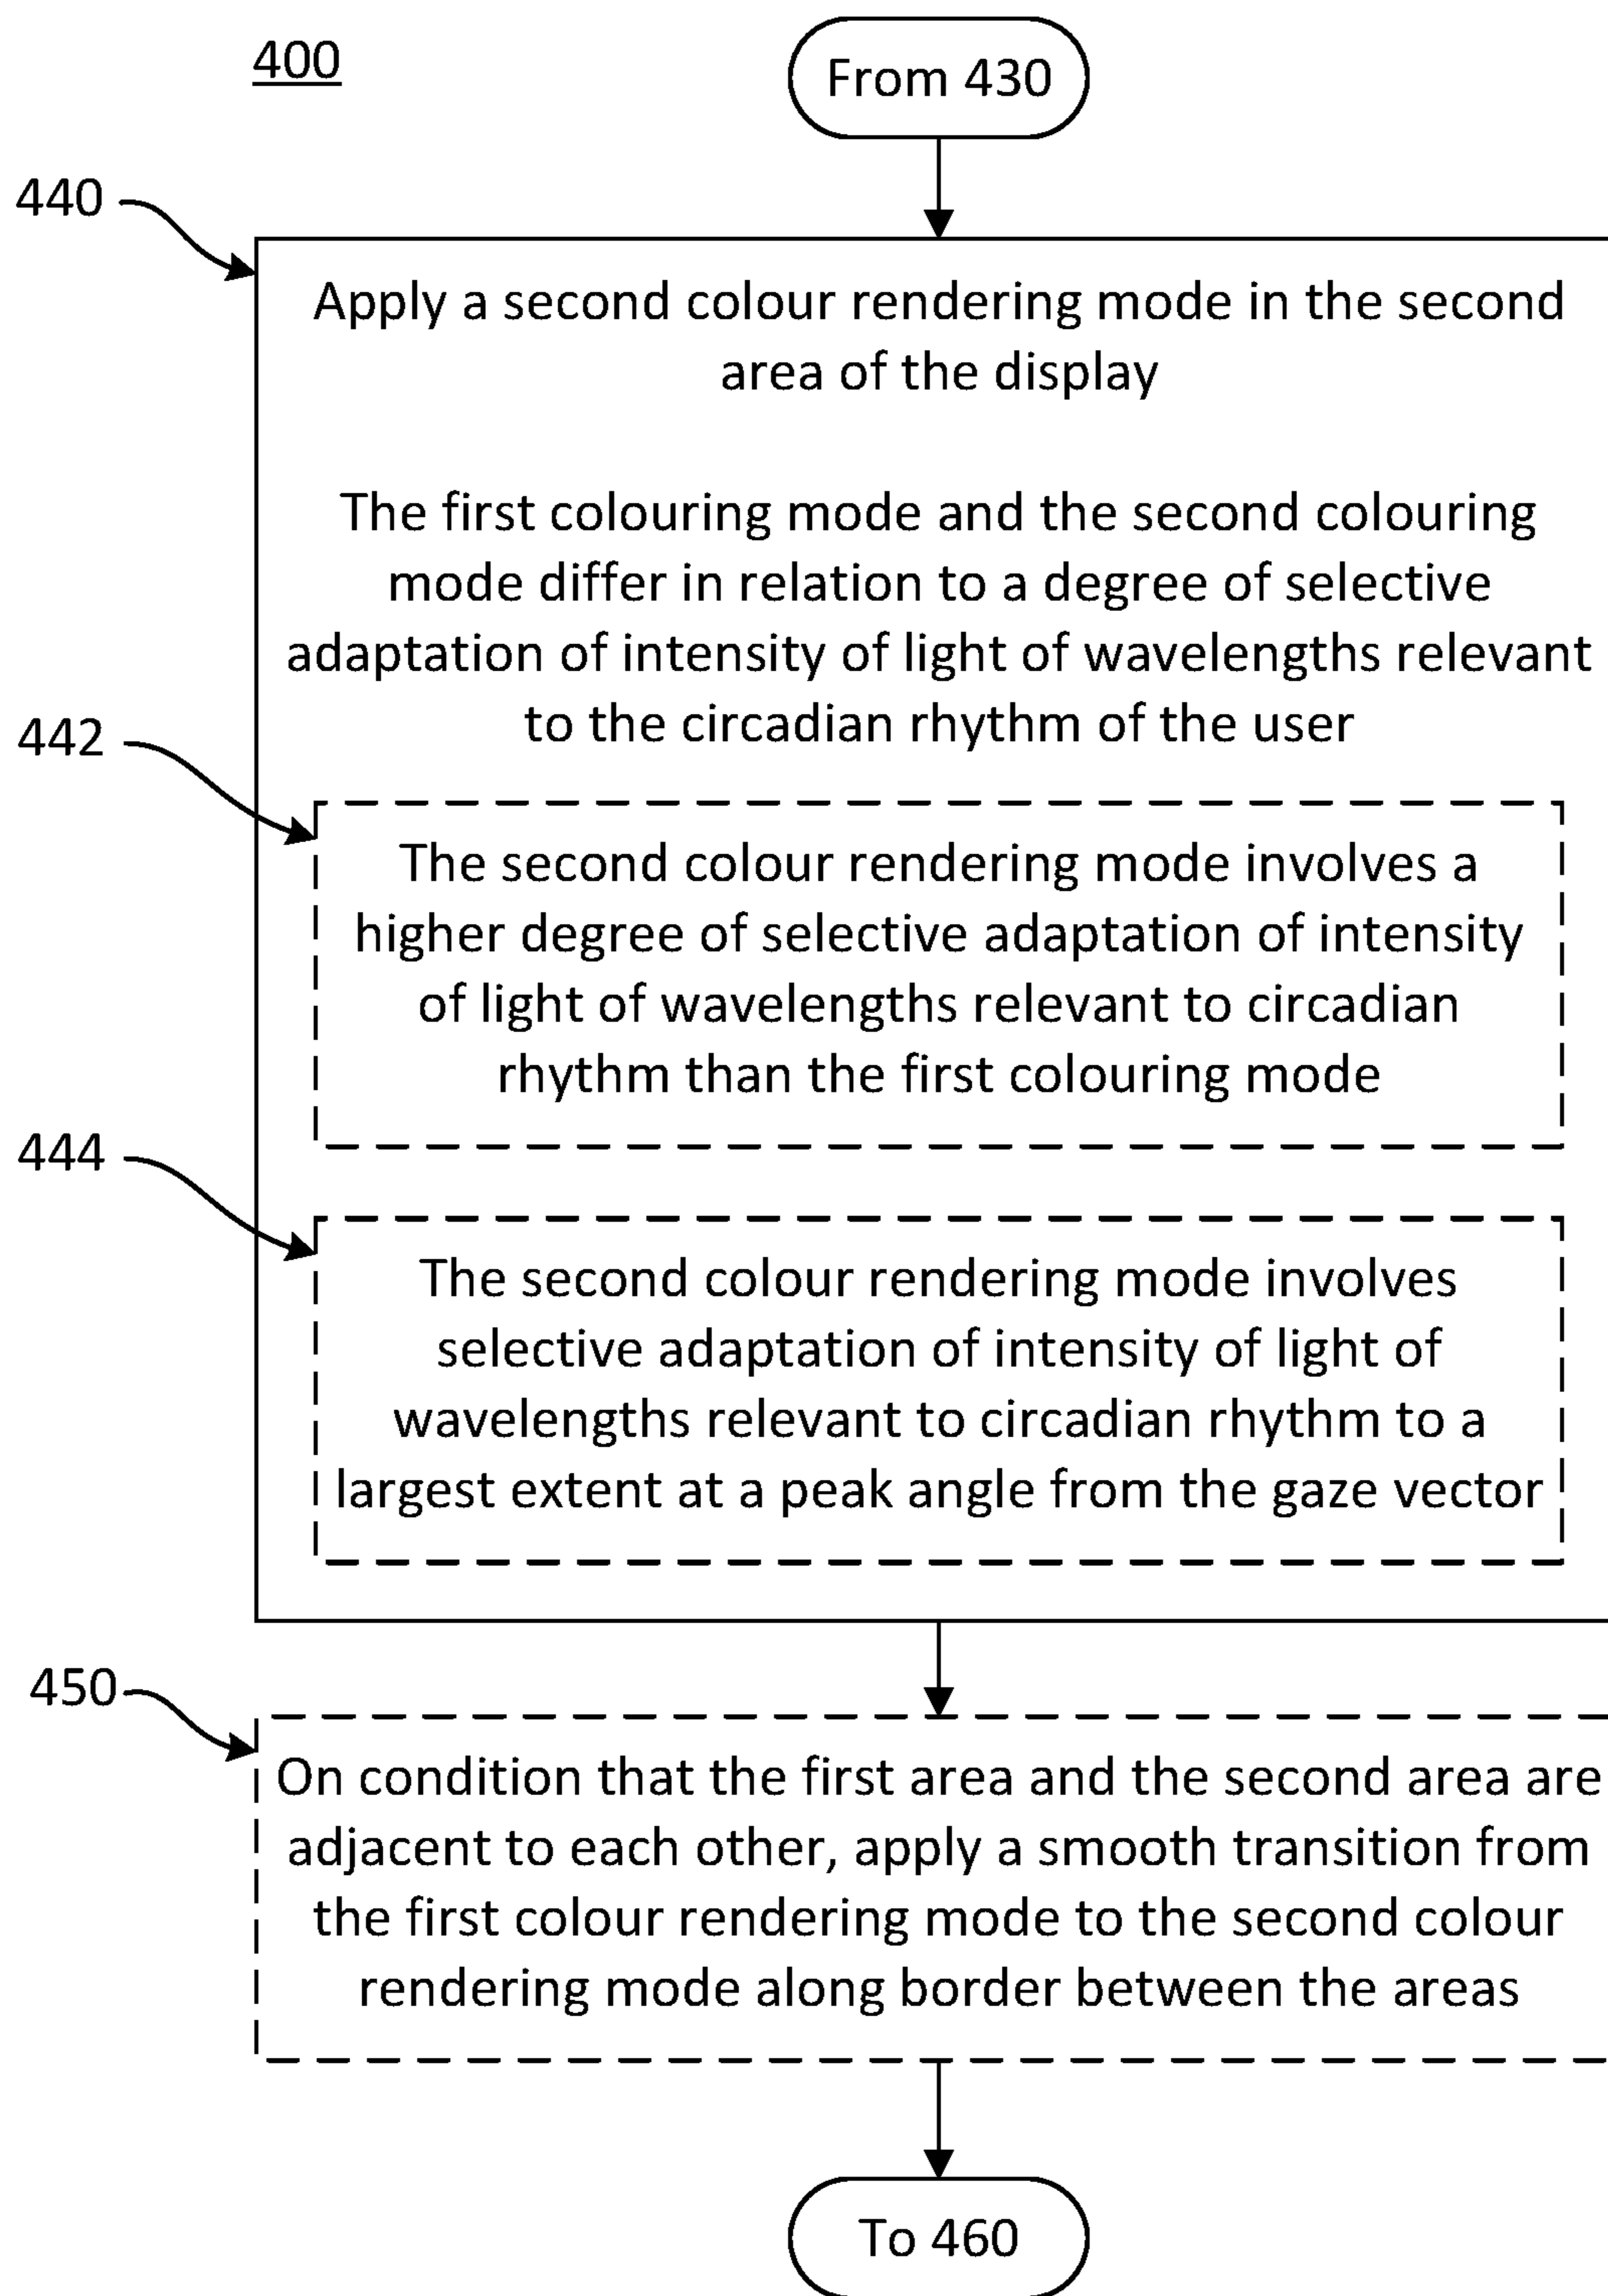 400
From 430
440
Apply a second colour rendering mode in the second
area of the display
The first colouring mode and the second colouring
mode differ in relation to a degree of selective
adaptation of intensity of light of wavelengths relevant
to the circadian rhythm of the user
442
The second colour rendering mode involves a
higher degree of selective adaptation of intensity
of light of wavelengths relevant to circadian
rhythm than the first colouring mode
444
The second colour rendering mode involves
selective adaptation of intensity of light of
wavelengths relevant to circadian rhythm to a
largest extent at a peak angle from the gaze vector
450
On condition that the first area and the second area are
adjacent to each other, apply a smooth transition from
the first colour rendering mode to the second colour
rendering mode along border between the areas
To 460